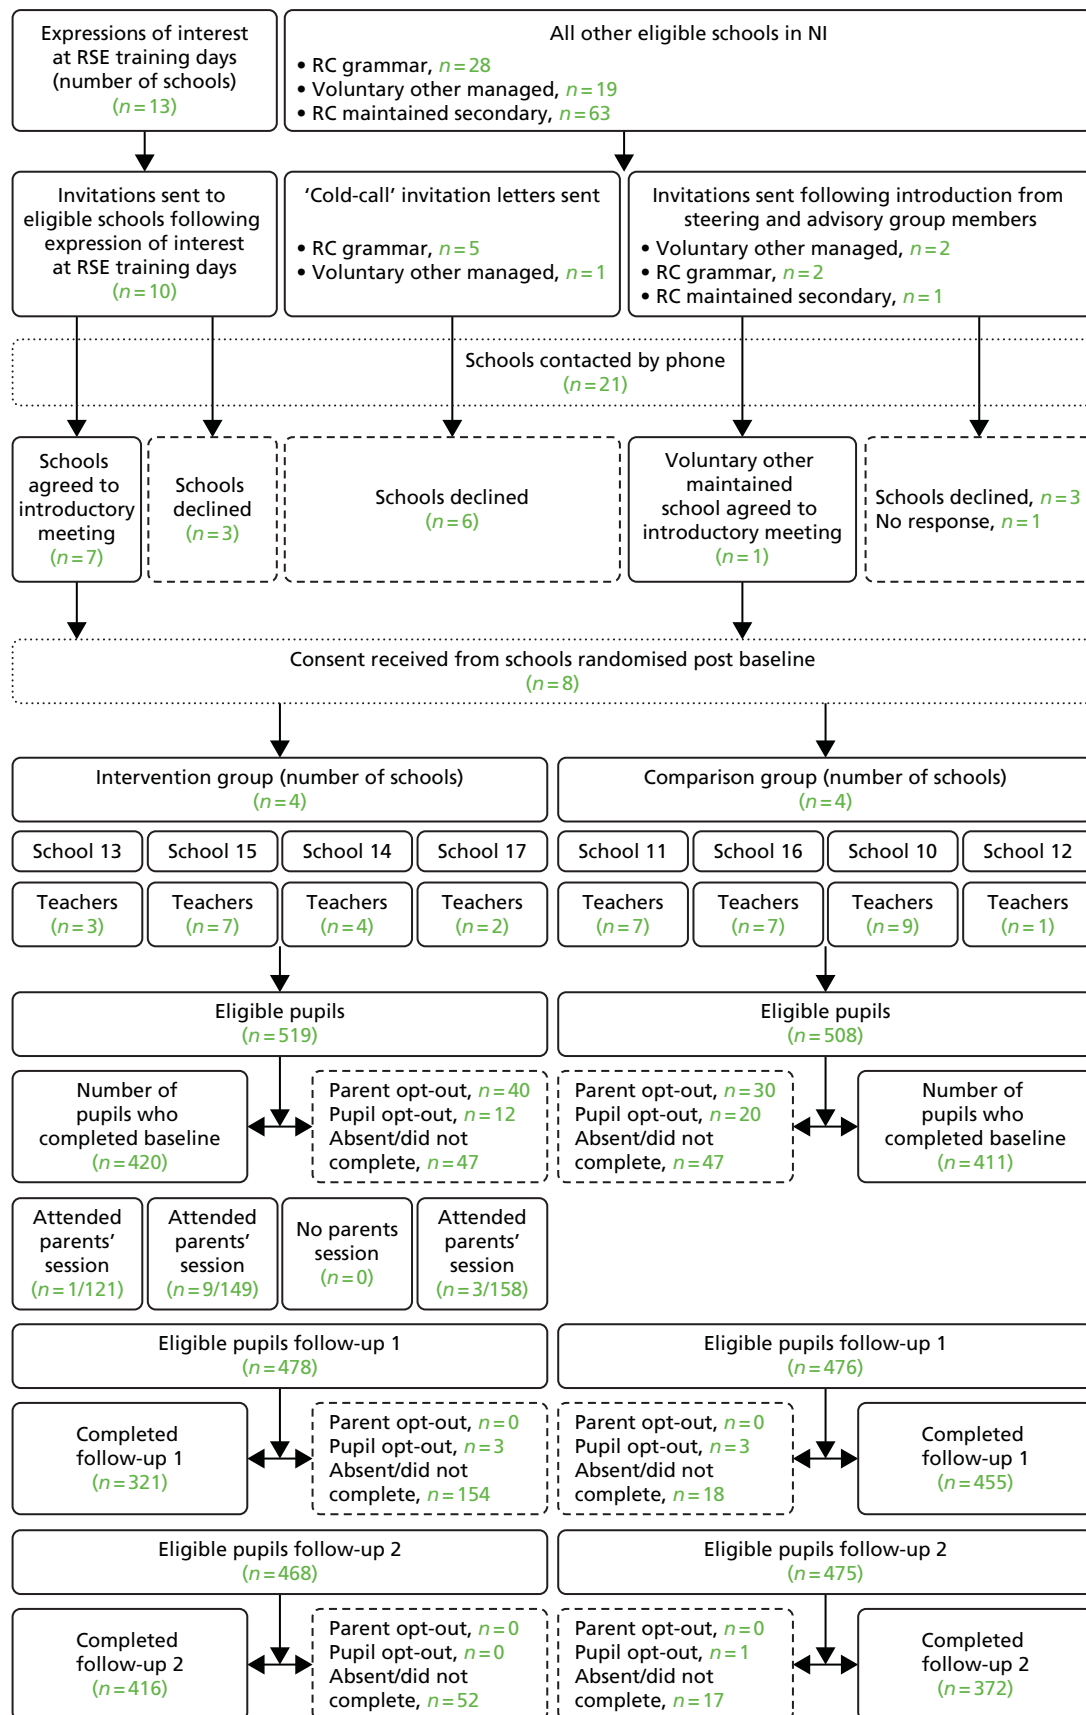 Expressions of interest
at RSE training days
(number of schools)
(n=13)
All other eligible schools in NI
• RC grammar, n=28
• Voluntary other managed, n=19
• RC maintained secondary, n=63
Invitations sent to
eligible schools following
expression of interest
at RSE training days
(n=10)
'Cold-call' invitation letters sent
• RC grammar, n=5
• Voluntary other managed, n=1
Invitations sent following introduction from
steering and advisory group members
• Voluntary other managed, n=2
• RC grammar, n=2
• RC maintained secondary, n=1
Schools contacted by phone
(n=21)
Schools
agreed to
introductory
meeting
(n=7)
Schools
declined
(n=3)
Schools declined
(n=6)
Voluntary other
maintained
school agreed to
introductory meeting
(n=1)
Schools declined, n=3
No response, n=1
Consent received from schools randomised post baseline
(n=8)
Intervention group (number of schools)
(n=4)
Comparison group (number of schools)
(n=4)
School 13
School 15
School 14
School 17
School 11
School 16
School 10
School 12
Teachers
(n=3)
Teachers
(n=7)
Teachers
(n=4)
Teachers
(n=2)
Teachers
(n=7)
Teachers
(n=7)
Teachers
(n=9)
Teachers
(n=1)
Eligible pupils
(n=519)
Eligible pupils
(n=508)
Number of
pupils who
completed baseline
(n=420)
Parent opt-out, n=40
Pupil opt-out, n=12
Absent/did not
complete, n=47
Parent opt-out, n=30
Pupil opt-out, n=20
Absent/did not
complete, n=47
Number of
pupils who
completed baseline
(n=411)
Attended
parents'
session
(n=1/121)
Attended
parents'
session
(n=9/149)
No parents
session
(n=0)
Attended
parents'
session
(n=3/158)
Eligible pupils follow-up 1
(n=478)
Eligible pupils follow-up 1
(n=476)
Completed
follow-up 1
(n=321)
Parent opt-out, n=0
Pupil opt-out, n=3
Absent/did not
complete, n=154
Parent opt-out, n=0
Pupil opt-out, n=3
Absent/did not
complete, n=18
Completed
follow-up 1
(n=455)
Eligible pupils follow-up 2
(n=468)
Eligible pupils follow-up 2
(n=475)
Completed
follow-up 2
(n=416)
Parent opt-out, n=0
Pupil opt-out, n=0
Absent/did not
complete, n=52
Parent opt-out, n=0
Pupil opt-out, n=1
Absent/did not
complete, n=17
Completed
follow-up 2
(n=372)